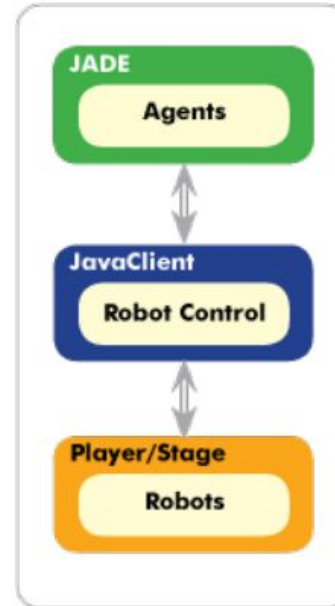 JADE
Agents
JavaClient
Robot Control
Player/Stage
Robots